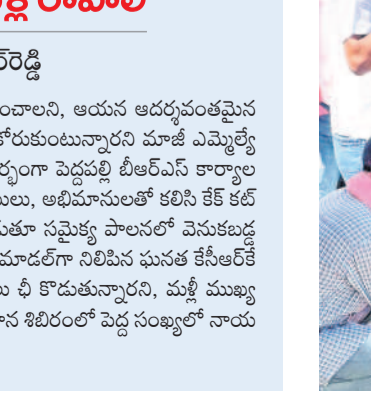 రావాలి
రెడ్డి
ంచాలని, ఆయన ఆదర్శవంతమైన
కోరుకుంటున్నారని మాజీ ఎమ్మెల్యే
ర్భంగా పెద్దపల్లి బీఆర్ఎస్ కార్యాల
లు, అభిమానులతో కలిసి కేక్ కట్
తూ సమైక్య పాలనలో వెనుకబడ్డ
మాడల్‌గా నిలిపిన ఘనత కేసీఆర్‌కే
లు ఛీ కొడుతున్నారని, మళ్లీ ముఖ్య
న శిబిరంలో పెద్ద సంఖ్యలో నాయ